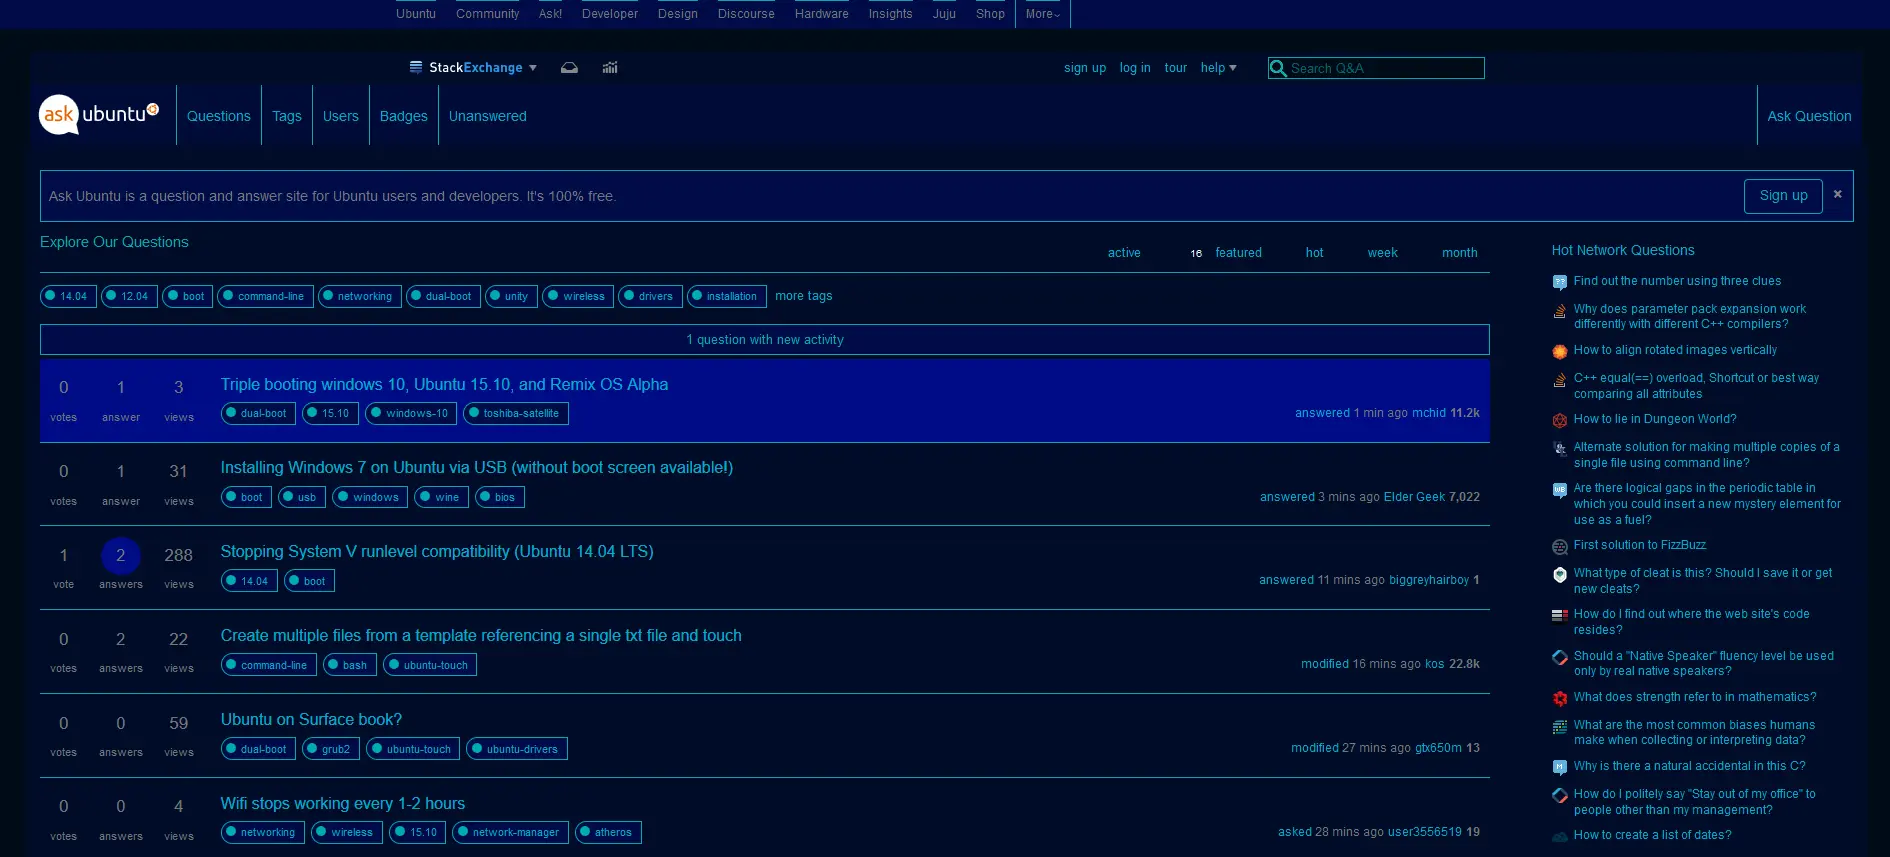 Ubuntu Community Ask! Developer Design Discourse Hardware Insights Juju Shop More
StackExchange sign up log in tour help Search Q&A
ask ubuntu Questions Tags Users Badges Unanswered Ask Question
Ask Ubuntu is a question and answer site for Ubuntu users and developers. It's 100% free. Sign up ×
Explore Our Questions
active 16 featured hot week month
14.04 12.04 boot command-line networking dual-boot unity wireless drivers installation more tags
1 question with new activity
0 1 3 Triple booting windows 10, Ubuntu 15.10, and Remix OS Alpha
votes answer views dual-boot 15.10 windows-10 toshiba-satellite answered 1 min ago mchid 11.2k
0 1 31 Installing Windows 7 on Ubuntu via USB (without boot screen available!)
votes answer views boot usb windows wine bios answered 3 mins ago Elder Geek 7,022
1 2 288 Stopping System V runlevel compatibility (Ubuntu 14.04 LTS)
vote answers views 14.04 boot answered 11 mins ago biggreyhairboy 1
0 2 22 Create multiple files from a template referencing a single txt file and touch
votes answers views command-line bash ubuntu-touch modified 16 mins ago kos 22.8k
0 0 59 Ubuntu on Surface book?
votes answers views dual-boot grub2 ubuntu-touch ubuntu-drivers modified 27 mins ago gtx650m 13
0 0 4 Wifi stops working every 1-2 hours
votes answers views networking wireless 15.10 network-manager atheros asked 28 mins ago user3556519 19
Hot Network Questions
Find out the number using three clues
Why does parameter pack expansion work
differently with different C++ compilers?
How to align rotated images vertically
C++ equal(==) overload, Shortcut or best way
comparing all attributes
How to lie in Dungeon World?
Alternate solution for making multiple copies of a
single file using command line?
Are there logical gaps in the periodic table in
which you could insert a new mystery element for
use as a fuel?
First solution to FizzBuzz
What type of cleat is this? Should I save it or get
new cleats?
How do I find out where the web site's code
resides?
Should a "Native Speaker" fluency level be used
only by real native speakers?
What does strength refer to in mathematics?
What are the most common biases humans
make when collecting or interpreting data?
Why is there a natural accidental in this C?
How do I politely say "Stay out of my office" to
people other than my management?
How to create a list of dates?